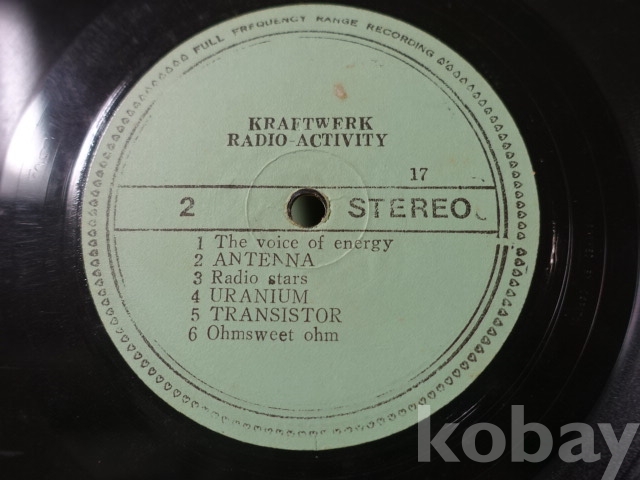 FULL FREQUENCY RANGE RECORDING
KRAFTWERK
RADIO-ACTIVITY
17
2 STEREO
1 The voice of energy
2 ANTENNA
3 Radio stars
4 URANIUM
5 TRANSISTOR
6 Ohmsweet ohm
kobay